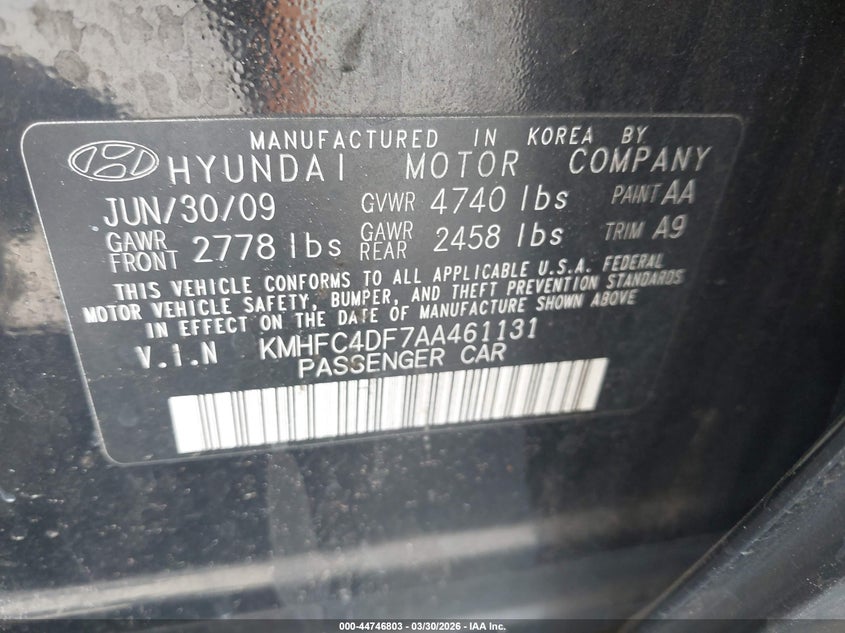 MANUFACTURED IN KOREA BY
HYUNDAI MOTOR COMPANY
JUN/30/09 GVWR 4740 lbs PAINT AA
GAWR FRONT 2778 lbs GAWR REAR 2458 lbs TRIM A9
THIS VEHICLE CONFORMS TO ALL APPLICABLE U.S.A. FEDERAL
MOTOR VEHICLE SAFETY, BUMPER, AND THEFT PREVENTION STANDARDS
IN EFFECT ON THE DATE OF MANUFACTURE SHOWN ABOVE
V.I.N KMHFC4DF7AA461131
PASSENGER CAR
000-44746803 - 03/30/2026 - IAA Inc.